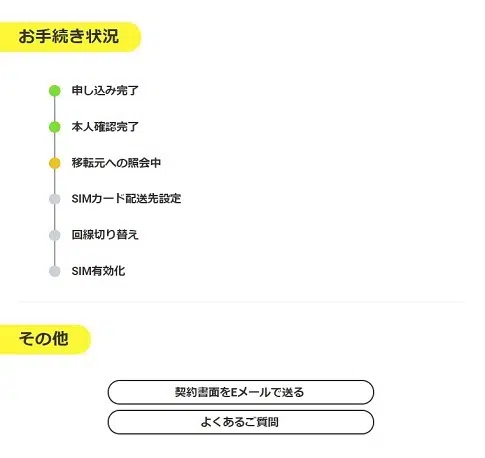 お手続き状況
申し込み完了
本人確認完了
移転元への照会中
SIMカード配送先設定
回線切り替え
SIM有効化
その他
契約書面をEメールで送る
よくあるご質問